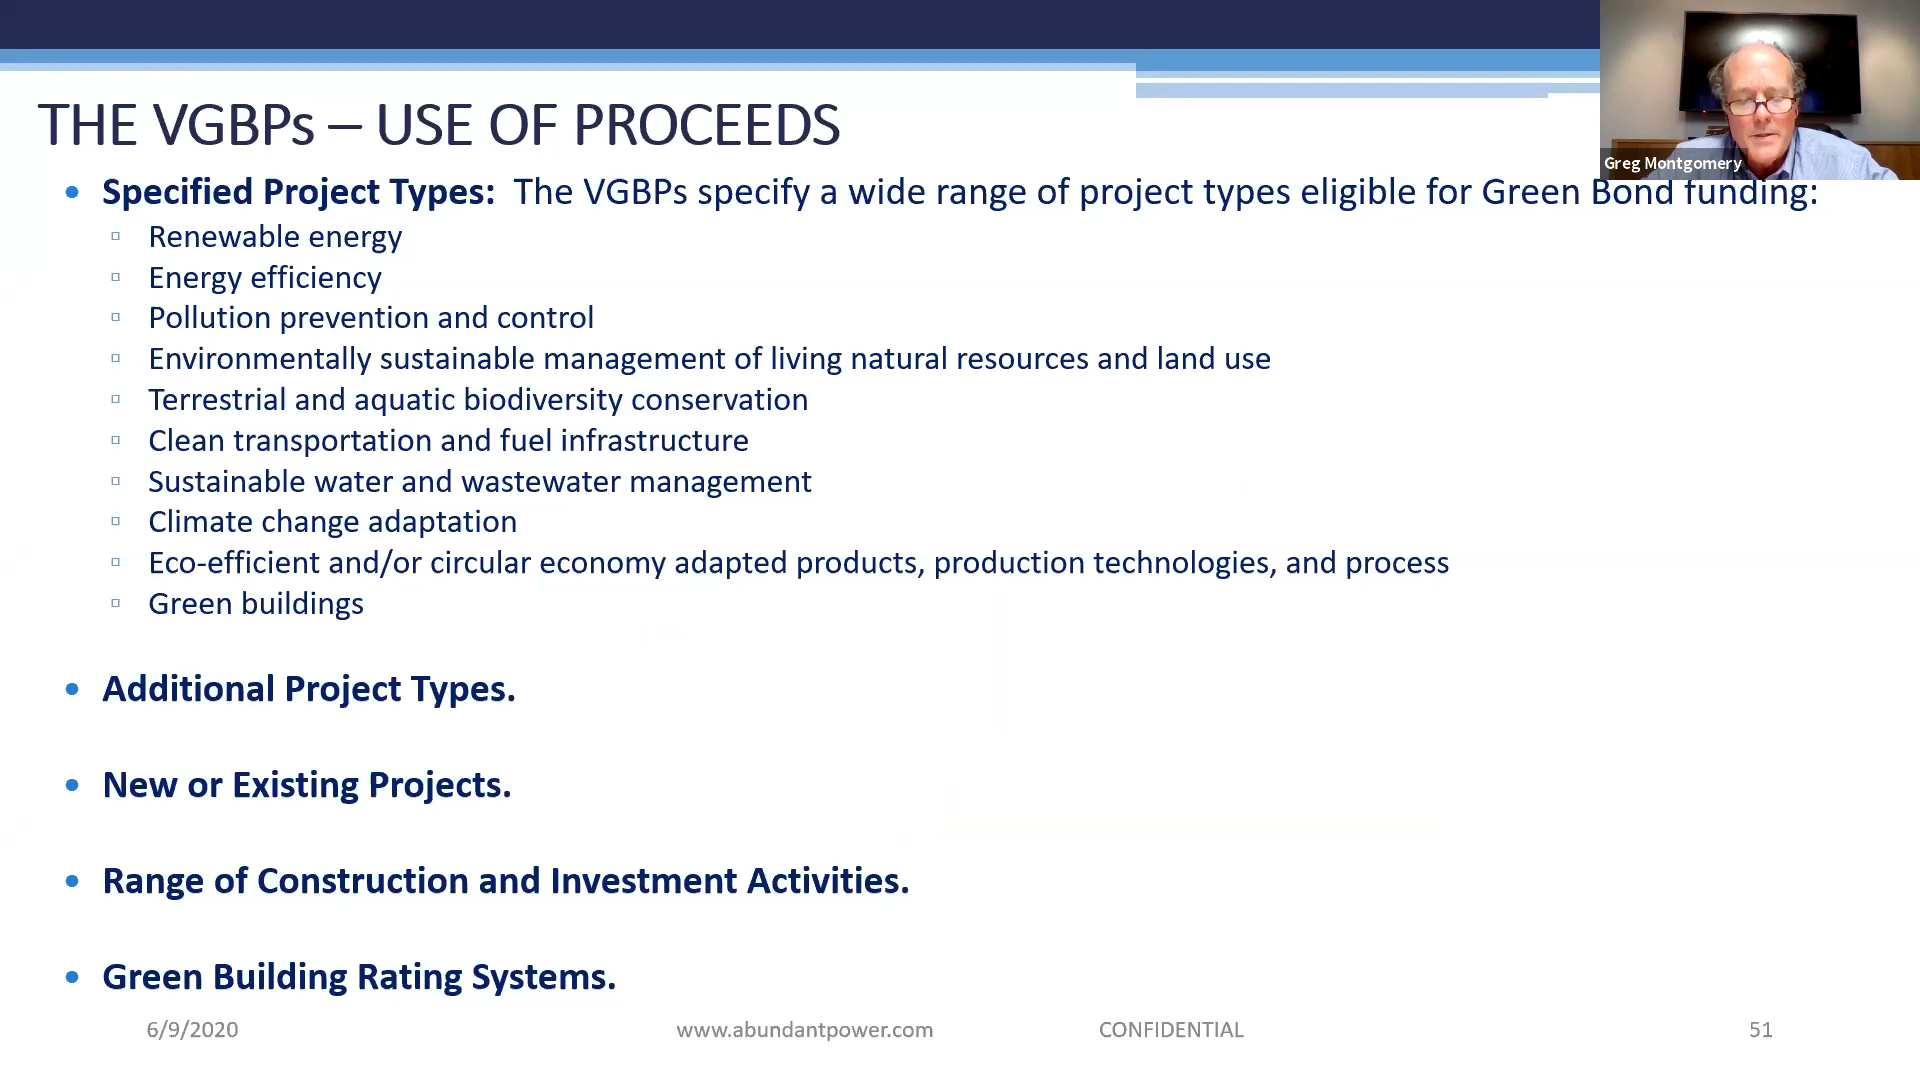 Greg Montgomery
THE VGBPs – USE OF PROCEEDS
• Specified Project Types: The VGBPs specify a wide range of project types eligible for Green Bond funding:
▫ Renewable energy
▫ Energy efficiency
▫ Pollution prevention and control
▫ Environmentally sustainable management of living natural resources and land use
▫ Terrestrial and aquatic biodiversity conservation
▫ Clean transportation and fuel infrastructure
▫ Sustainable water and wastewater management
▫ Climate change adaptation
▫ Eco-efficient and/or circular economy adapted products, production technologies, and process
▫ Green buildings
• Additional Project Types.
• New or Existing Projects.
• Range of Construction and Investment Activities.
• Green Building Rating Systems.
6/9/2020 www.abundantpower.com CONFIDENTIAL 51